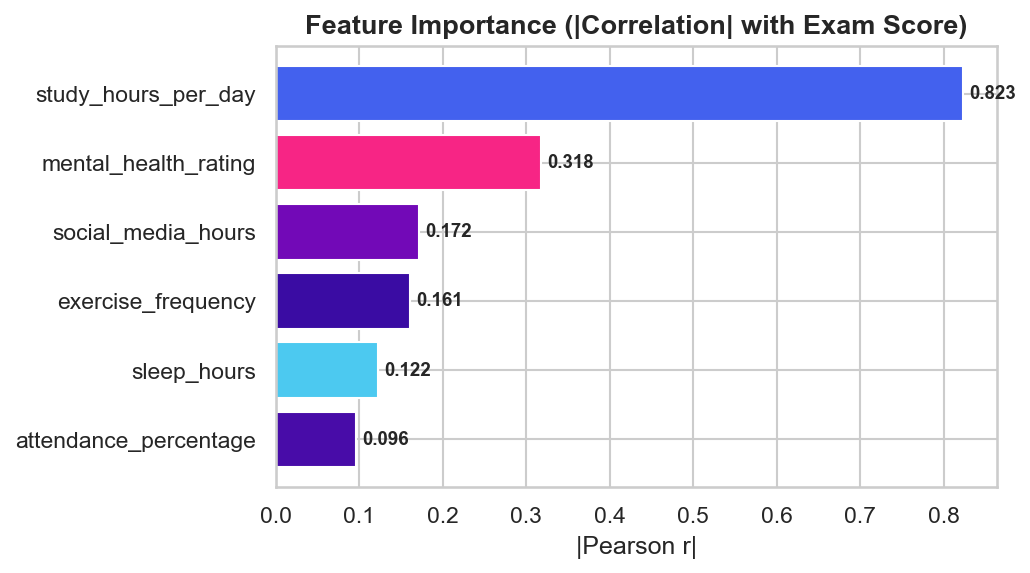 Feature Importance (|Correlation| with Exam Score)
study_hours_per_day 0.823
mental_health_rating 0.318
social_media_hours 0.172
exercise_frequency 0.161
sleep_hours 0.122
attendance_percentage 0.096
0.0 0.1 0.2 0.3 0.4 0.5 0.6 0.7 0.8
|Pearson r|